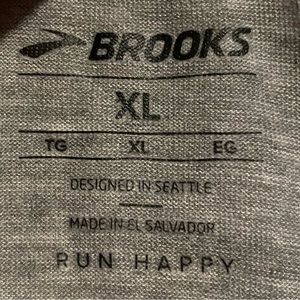 BROOKS
XL
TG XL EG
DESIGNED IN SEATTLE
MADE IN EL SALVADOR
RUN HAPPY